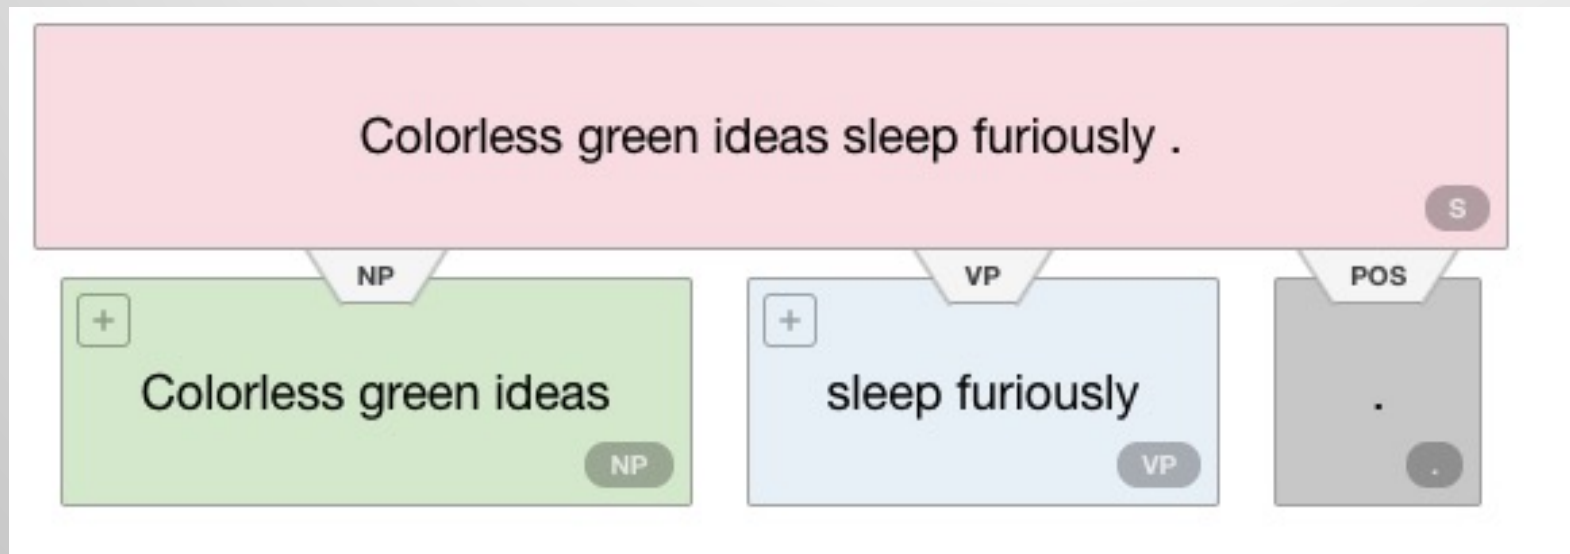 Colorless green ideas sleep furiously .
S
NP
VP
POS
+
+
Colorless green ideas
sleep furiously
.
NP
VP
.